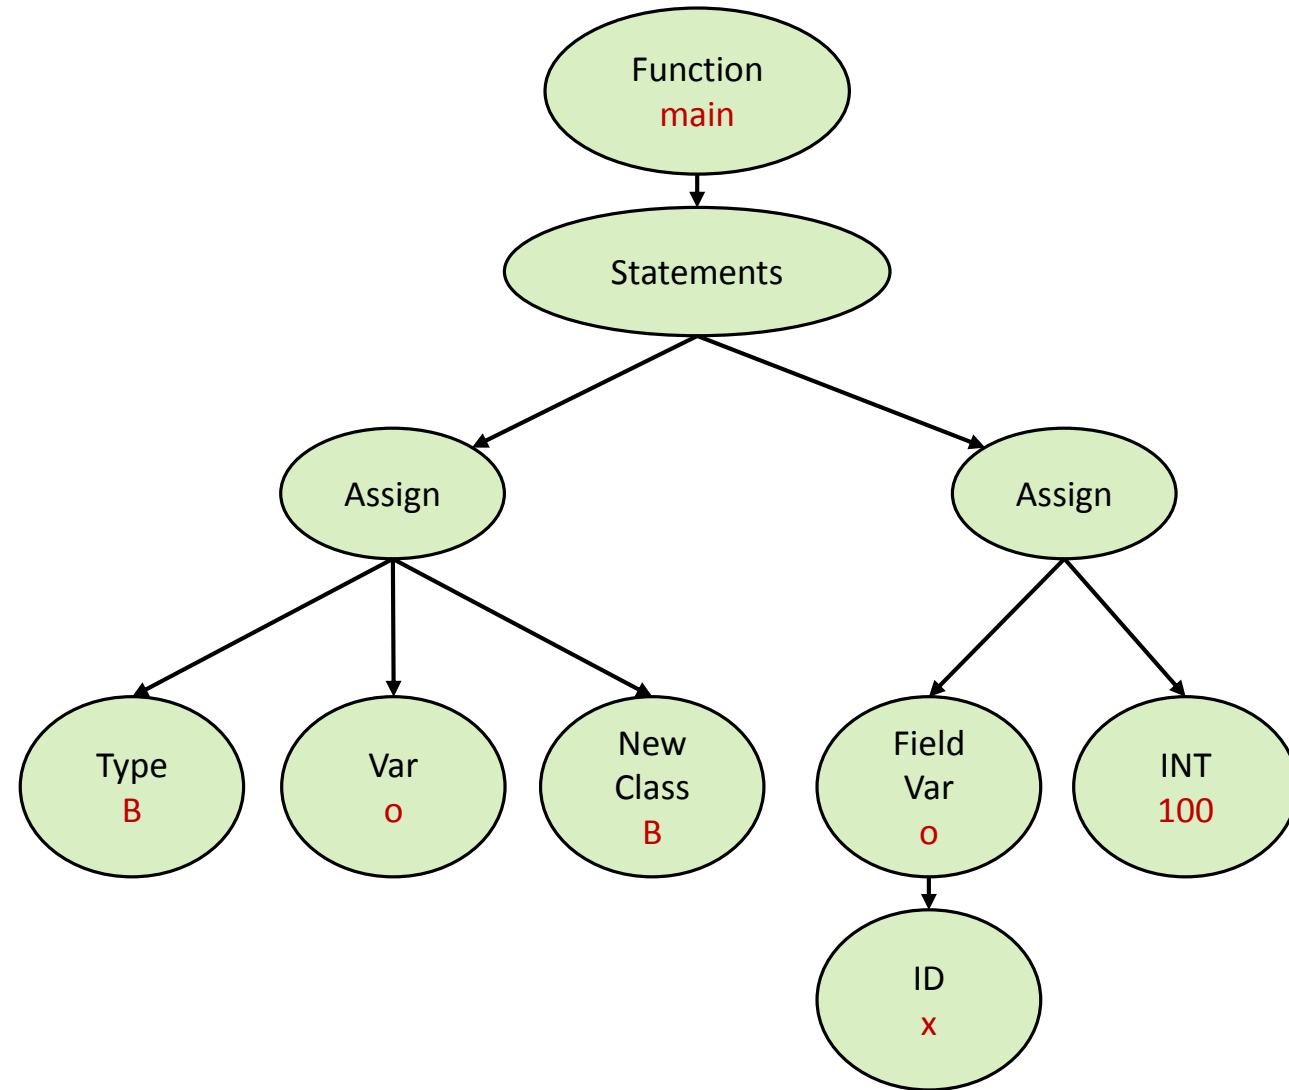 Function
main
Statements
Assign
Assign
Type
B
Var
o
New
Class
B
Field
Var
o
INT
100
ID
x